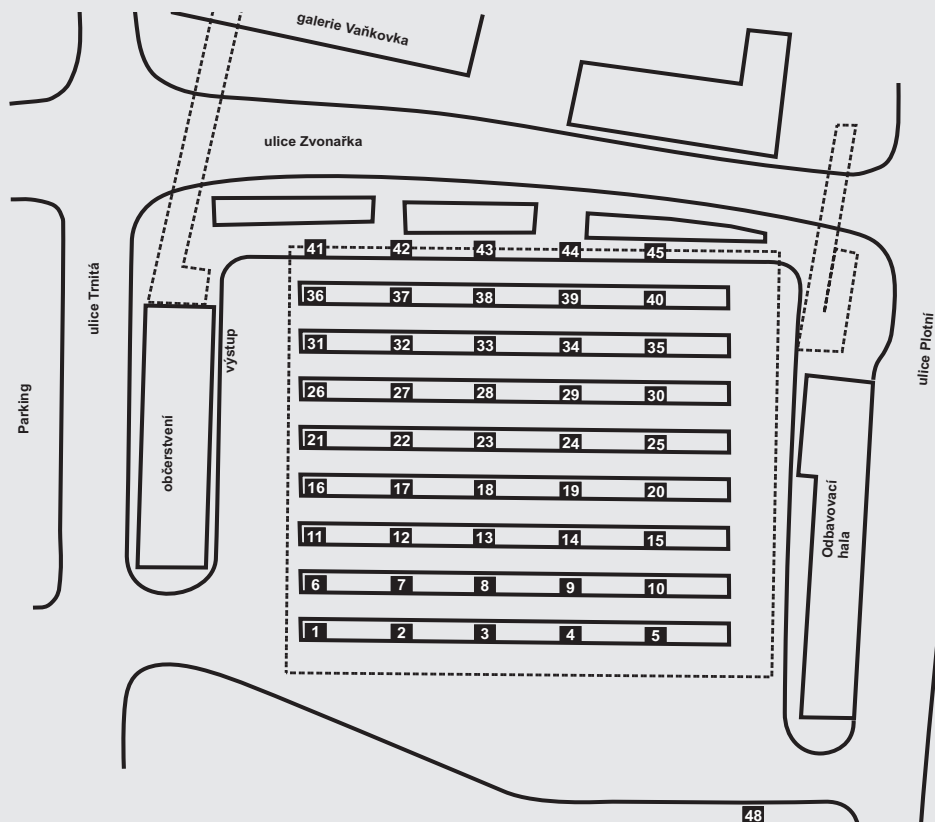 galerie Vaňkovka
ulice Zvonařka
41 42 43 44 45
36 37 38 39 40
31 32 33 34 35
26 27 28 29 30
21 22 23 24 25
16 17 18 19 20
11 12 13 14 15
6 7 8 9 10
1 2 3 4 5
48
ulice Trnitá
výstup
Parking
občerstvení
Odbavovací
hala
ulice Plotní